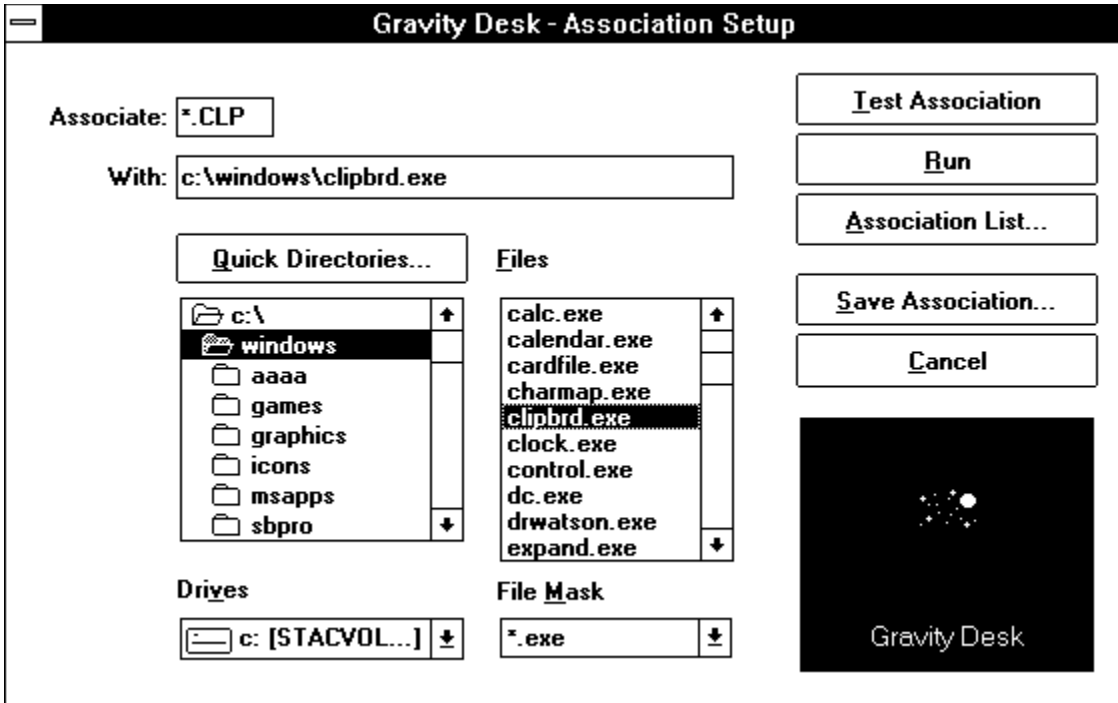 Gravity Desk - Association Setup
Associate: *.CLP
With: c:\windows\clipbrd.exe
Test Association
Run
Association List...
Save Association...
Cancel
Quick Directories...
c:\
windows
aaaa
games
graphics
icons
msapps
sbpro
Files
calc.exe
calendar.exe
cardfile.exe
charmap.exe
clipbrd.exe
clock.exe
control.exe
dc.exe
drwatson.exe
expand.exe
Drives
c: [STACVOL...]
File Mask
*.exe
Gravity Desk